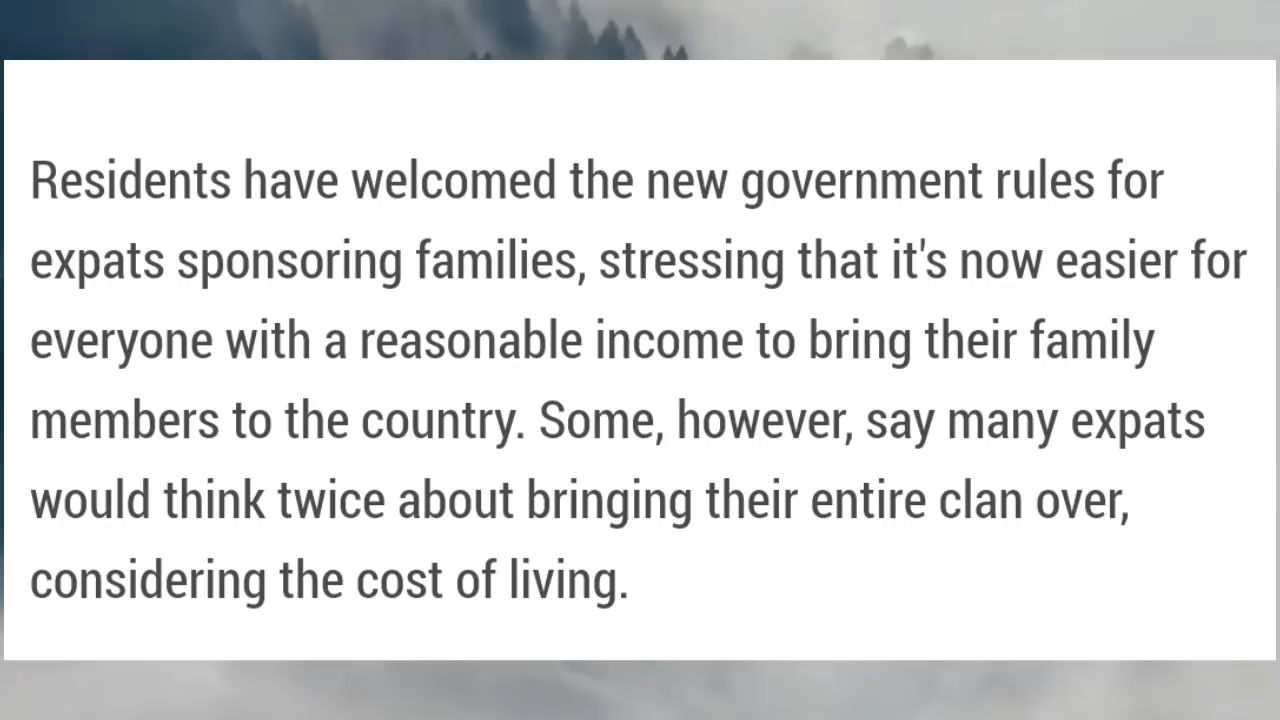 Residents have welcomed the new government rules for
expats sponsoring families, stressing that it's now easier for
everyone with a reasonable income to bring their family
members to the country. Some, however, say many expats
would think twice about bringing their entire clan over,
considering the cost of living.